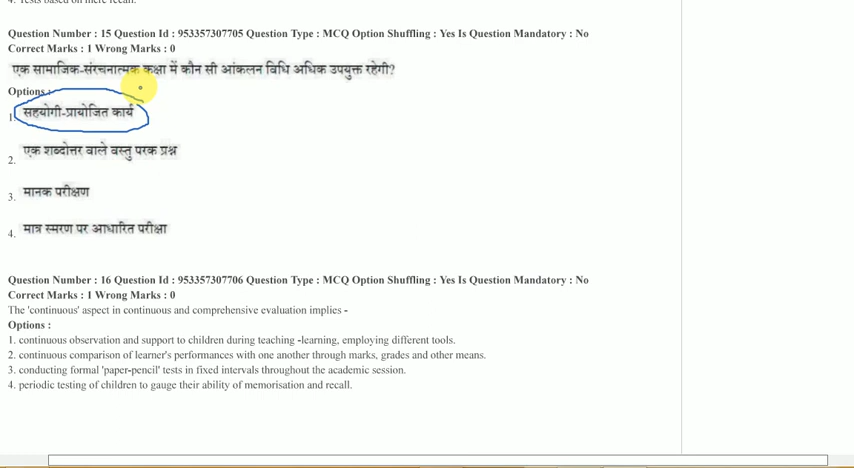 4. Tests based on mere recall.
Question Number : 15 Question Id : 953357307705 Question Type : MCQ Option Shuffling : Yes Is Question Mandatory : No
Correct Marks : 1 Wrong Marks : 0
एक सामाजिक-संरचनात्मक कक्षा में कौन सी आंकलन विधि अधिक उपयुक्त रहेगी?
Options :
1. सहयोगी-प्रायोजित कार्य
2. एक शब्दोत्तर वाले वस्तु परक प्रश्न
3. मानक परीक्षण
4. मात्र स्मरण पर आधारित परीक्षा
Question Number : 16 Question Id : 953357307706 Question Type : MCQ Option Shuffling : Yes Is Question Mandatory : No
Correct Marks : 1 Wrong Marks : 0
The 'continuous' aspect in continuous and comprehensive evaluation implies -
Options :
1. continuous observation and support to children during teaching -learning, employing different tools.
2. continuous comparison of learner's performances with one another through marks, grades and other means.
3. conducting formal 'paper-pencil' tests in fixed intervals throughout the academic session.
4. periodic testing of children to gauge their ability of memorisation and recall.